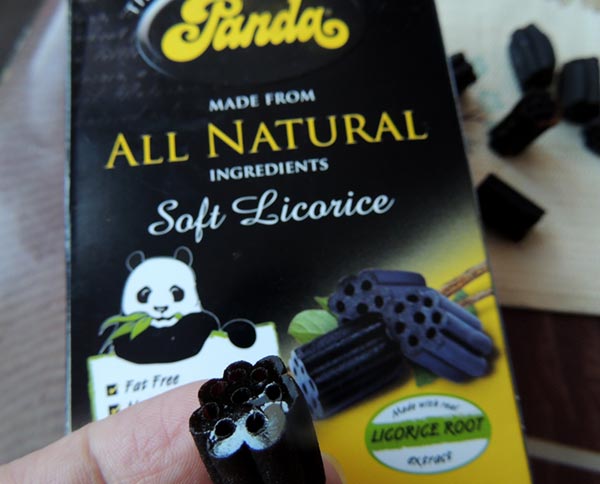 Panda
MADE FROM
ALL NATURAL
INGREDIENTS
Soft Licorice
Fat Free
Made with real
LICORICE ROOT
extract